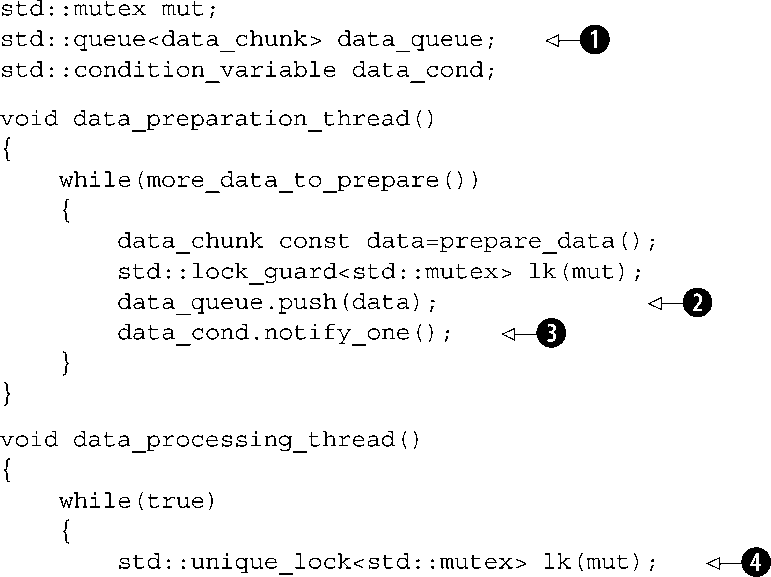 std::mutex mut;
std::queue<data_chunk> data_queue; 1
std::condition_variable data_cond;
void data_preparation_thread()
{
    while(more_data_to_prepare())
    {
        data_chunk const data=prepare_data();
        std::lock_guard<std::mutex> lk(mut);
        data_queue.push(data); 2
        data_cond.notify_one(); 3
    }
}
void data_processing_thread()
{
    while(true)
    {
        std::unique_lock<std::mutex> lk(mut); 4